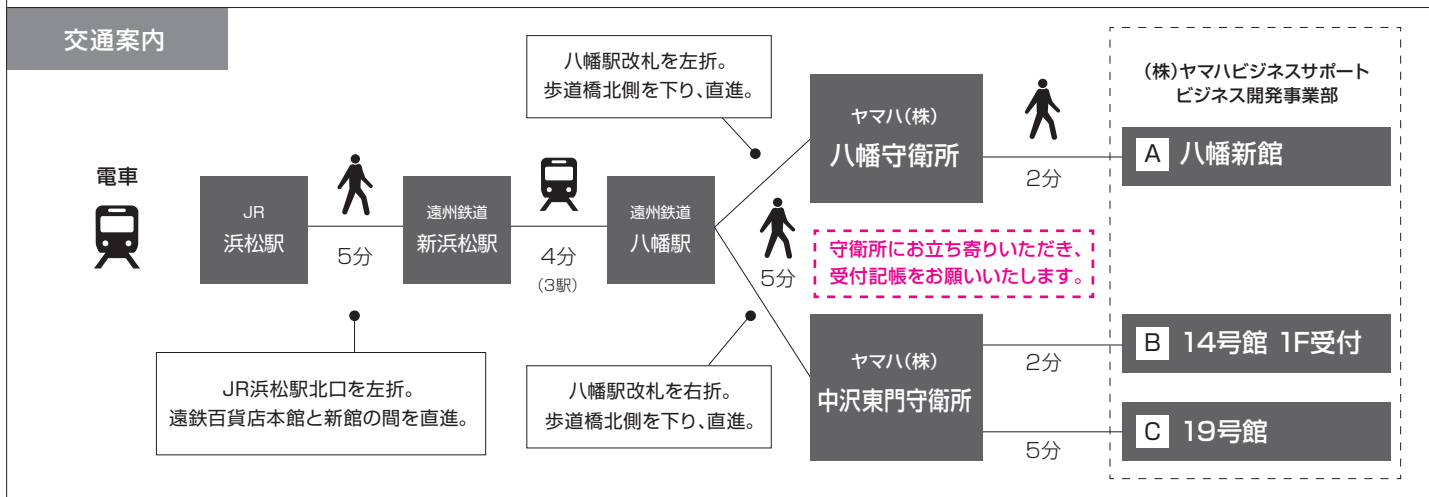 交通案内
電車
JR
浜松駅
5分
JR浜松駅北口を左折。
遠鉄百貨店本館と新館の間を直進。
遠州鉄道
新浜松駅
4分
(3駅)
遠州鉄道
八幡駅
八幡駅改札を左折。
歩道橋北側を下り、直進。
八幡駅改札を右折。
歩道橋北側を下り、直進。
5分
ヤマハ(株)
八幡守衛所
守衛所にお立ち寄りいただき、
受付記帳をお願いいたします。
ヤマハ(株)
中沢東門守衛所
2分
2分
5分
(株)ヤマハビジネスサポート
ビジネス開発事業部
A 八幡新館
B 14号館 1F受付
C 19号館